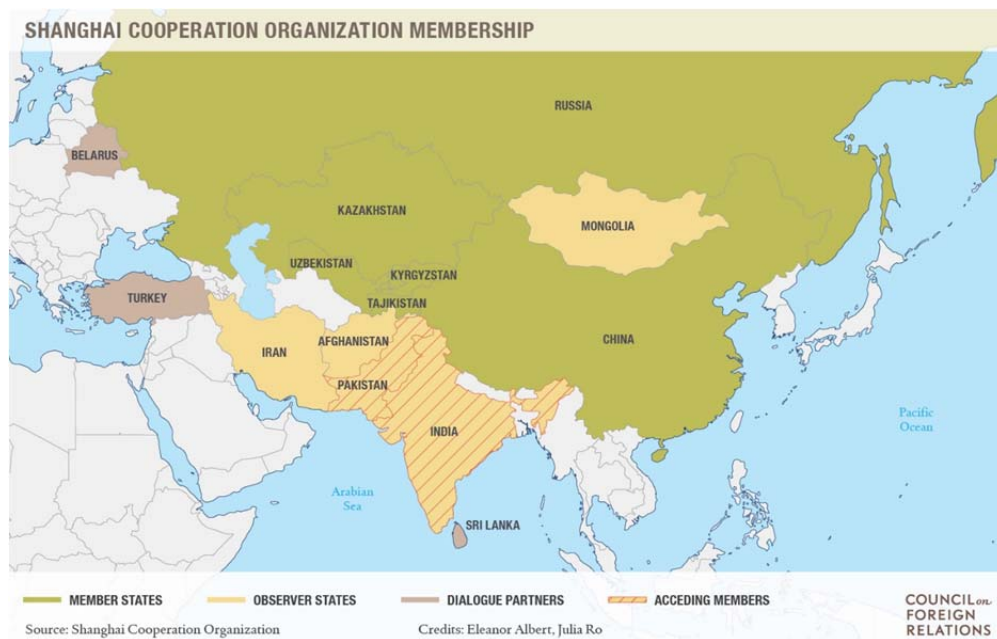 SHANGHAI COOPERATION ORGANIZATION MEMBERSHIP
RUSSIA
BELARUS
KAZAKHSTAN
MONGOLIA
UZBEKISTAN
KYRGYZSTAN
TURKEY
TAJIKISTAN
CHINA
AFGHANISTAN
IRAN
PAKISTAN
INDIA
Pacific
Ocean
Arabian
Sea
SRI LANKA
MEMBER STATES
OBSERVER STATES
DIALOGUE PARTNERS
ACCEDING MEMBERS
Source: Shanghai Cooperation Organization
Credits: Eleanor Albert, Julia Ro
COUNCIL on
FOREIGN
RELATIONS